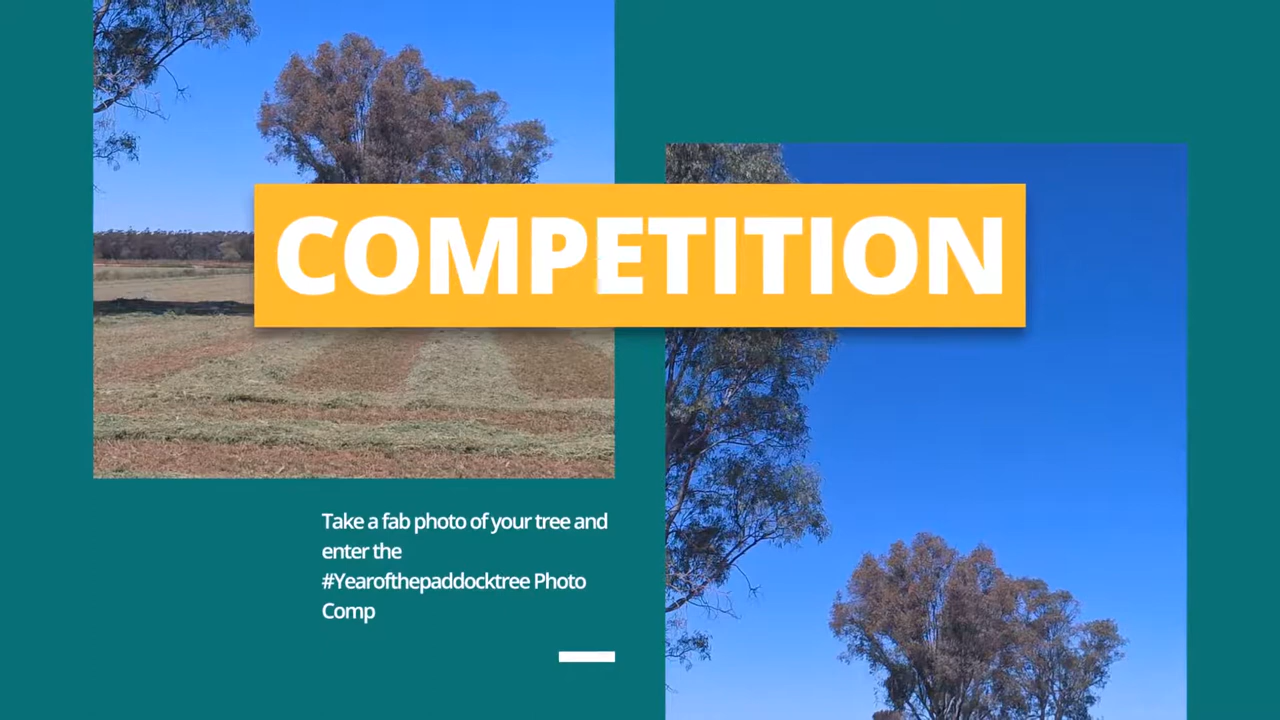 COMPETITION
Take a fab photo of your tree and
enter the
#Yearofthepaddocktree Photo
Comp